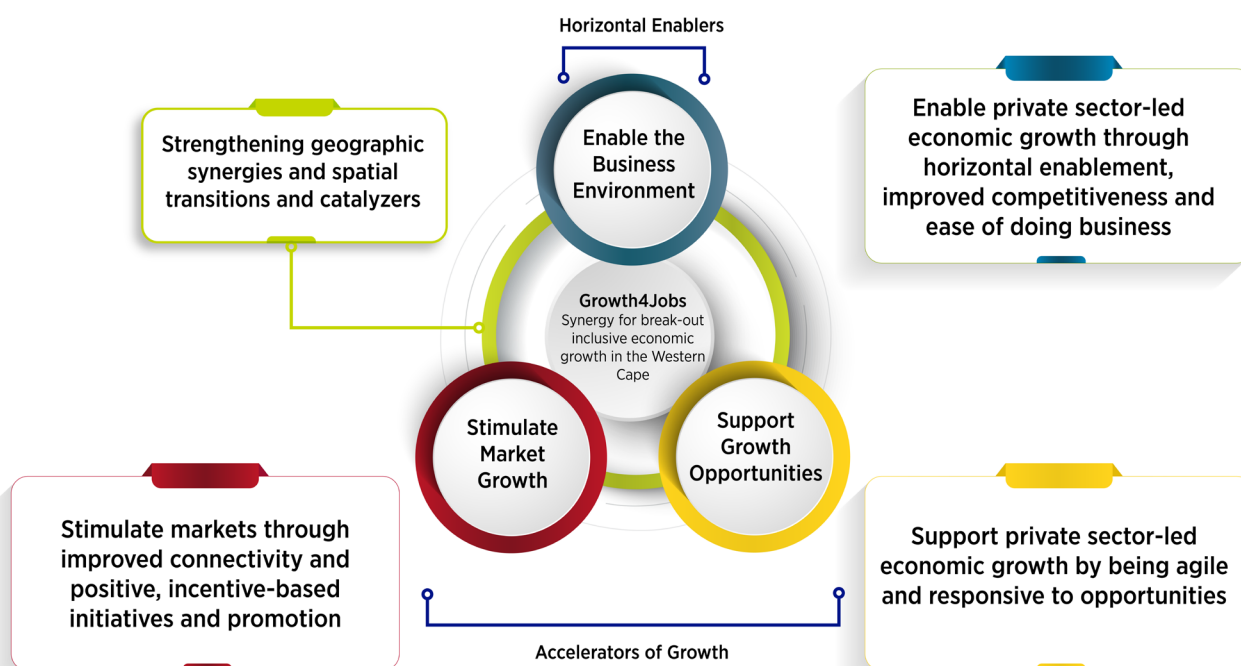 Horizontal Enablers
Strengthening geographic
synergies and spatial
transitions and catalyzers
Enable the
Business
Environment
Enable private sector-led
economic growth through
horizontal enablement,
improved competitiveness and
ease of doing business
Growth4Jobs
Synergy for break-out
inclusive economic
growth in the Western
Cape
Stimulate
Market
Growth
Support
Growth
Opportunities
Stimulate markets through
improved connectivity and
positive, incentive-based
initiatives and promotion
Support private sector-led
economic growth by being agile
and responsive to opportunities
Accelerators of Growth